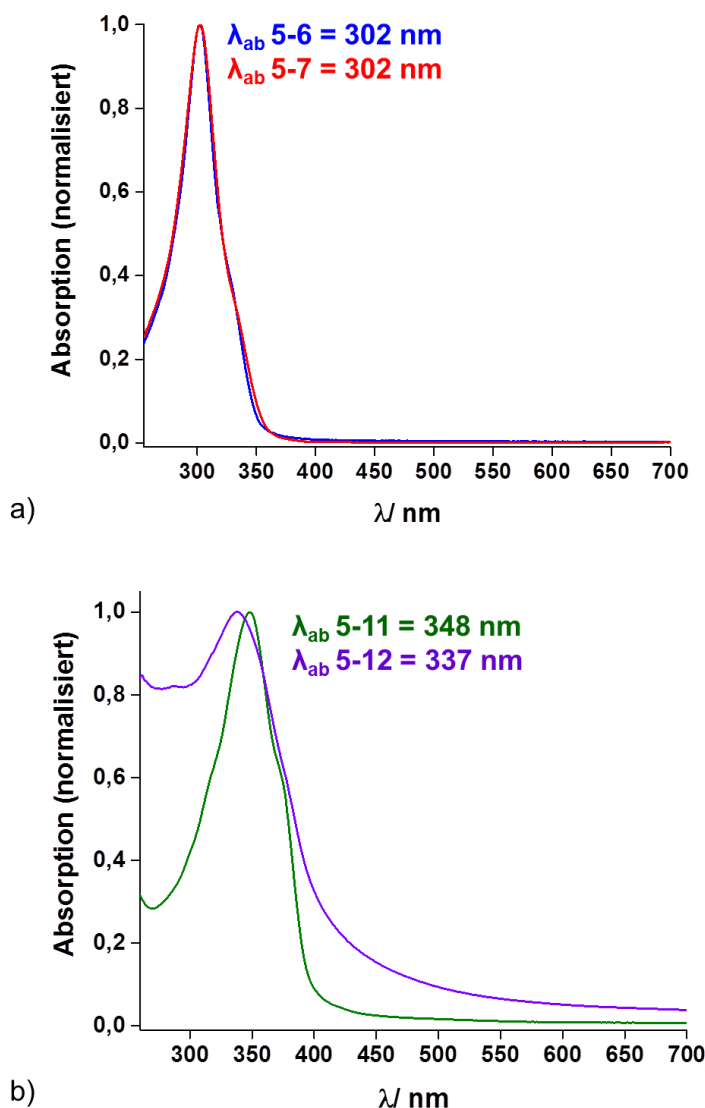 1,0
λab 5-6 = 302 nm
λab 5-7 = 302 nm
0,8
0,6
0,4
0,2
0,0
Absorption (normalisiert)
300 350 400 450 500 550 600 650 700
λ/ nm
a)
1,0
λab 5-11 = 348 nm
λab 5-12 = 337 nm
0,8
0,6
0,4
0,2
0,0
Absorption (normalisiert)
300 350 400 450 500 550 600 650 700
λ/ nm
b)